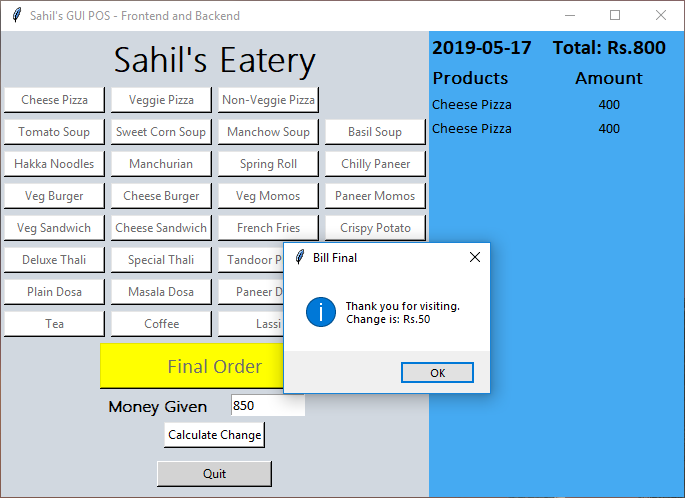 Sahil's GUI POS - Frontend and Backend
Sahil's Eatery
2019-05-17 Total: Rs.800
Products Amount
Cheese Pizza 400
Cheese Pizza 400
Cheese Pizza Veggie Pizza Non-Veggie Pizza
Tomato Soup Sweet Corn Soup Manchow Soup Basil Soup
Hakka Noodles Manchurian Spring Roll Chilly Paneer
Veg Burger Cheese Burger Veg Momos Paneer Momos
Veg Sandwich Cheese Sandwich French Fries Crispy Potato
Deluxe Thali Special Thali Tandoor
Plain Dosa Masala Dosa Paneer
Tea Coffee Lassi
Bill Final
Thank you for visiting.
Change is: Rs.50
OK
Final Order
Money Given 850
Calculate Change
Quit